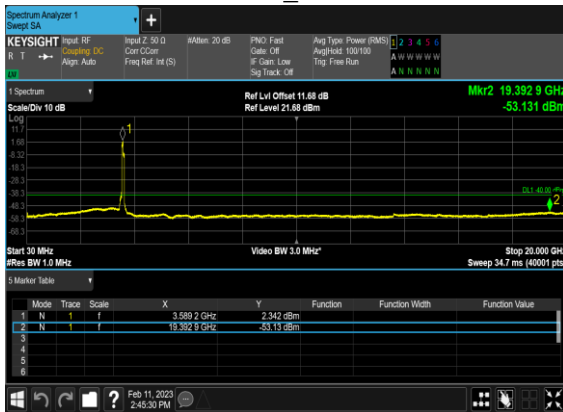 Spectrum Analyzer 1
Swept SA
KEYSIGHT
R T
Input: RF
Coupling: DC
Align: Auto
Input Z: 50 Ω
Corr CCorr
Freq Ref: Int (S)
#Atten: 20 dB
PNO: Fast
Gate: Off
IF Gain: Low
Sig Track: Off
Avg Type: Power (RMS)
Avg|Hold: 100/100
Trig: Free Run
1 2 3 4 5 6
A W W W W W
A N N N N N
1 Spectrum
Scale/Div 10 dB
Ref Lvl Offset 11.68 dB
Ref Level 21.68 dBm
Mkr2 19.392 9 GHz
-53.131 dBm
Log
11.7
1.68
-8.32
-18.3
-28.3
-38.3
-48.3
-58.3
-68.3
1
DL1 -40.00 dBm
2
Start 30 MHz
#Res BW 1.0 MHz
Video BW 3.0 MHz*
Stop 20.000 GHz
Sweep 34.7 ms (40001 pts)
5 Marker Table
Mode Trace Scale X Y Function Function Width Function Value
1 N 1 f 3.589 2 GHz 2.342 dBm
2 N 1 f 19.392 9 GHz -53.13 dBm
3
4
5
6
?
Feb 11, 2023
2:45:30 PM